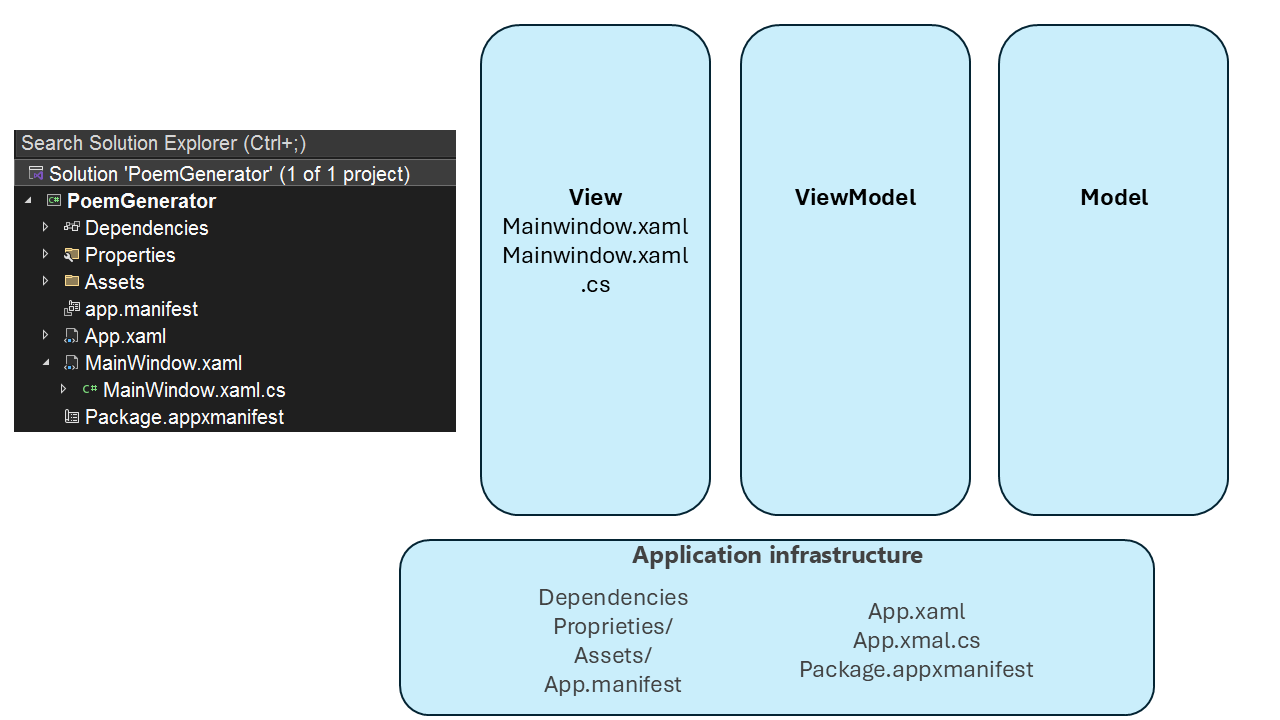 Search Solution Explorer (Ctrl+;)
Solution 'PoemGenerator' (1 of 1 project)
C# PoemGenerator
Dependencies
Properties
Assets
app.manifest
App.xaml
MainWindow.xaml
C# MainWindow.xaml.cs
Package.appxmanifest
View
Mainwindow.xaml
Mainwindow.xaml
.cs
ViewModel
Model
Application infrastructure
Dependencies
Proprieties/
Assets/
App.manifest
App.xaml
App.xmal.cs
Package.appxmanifest